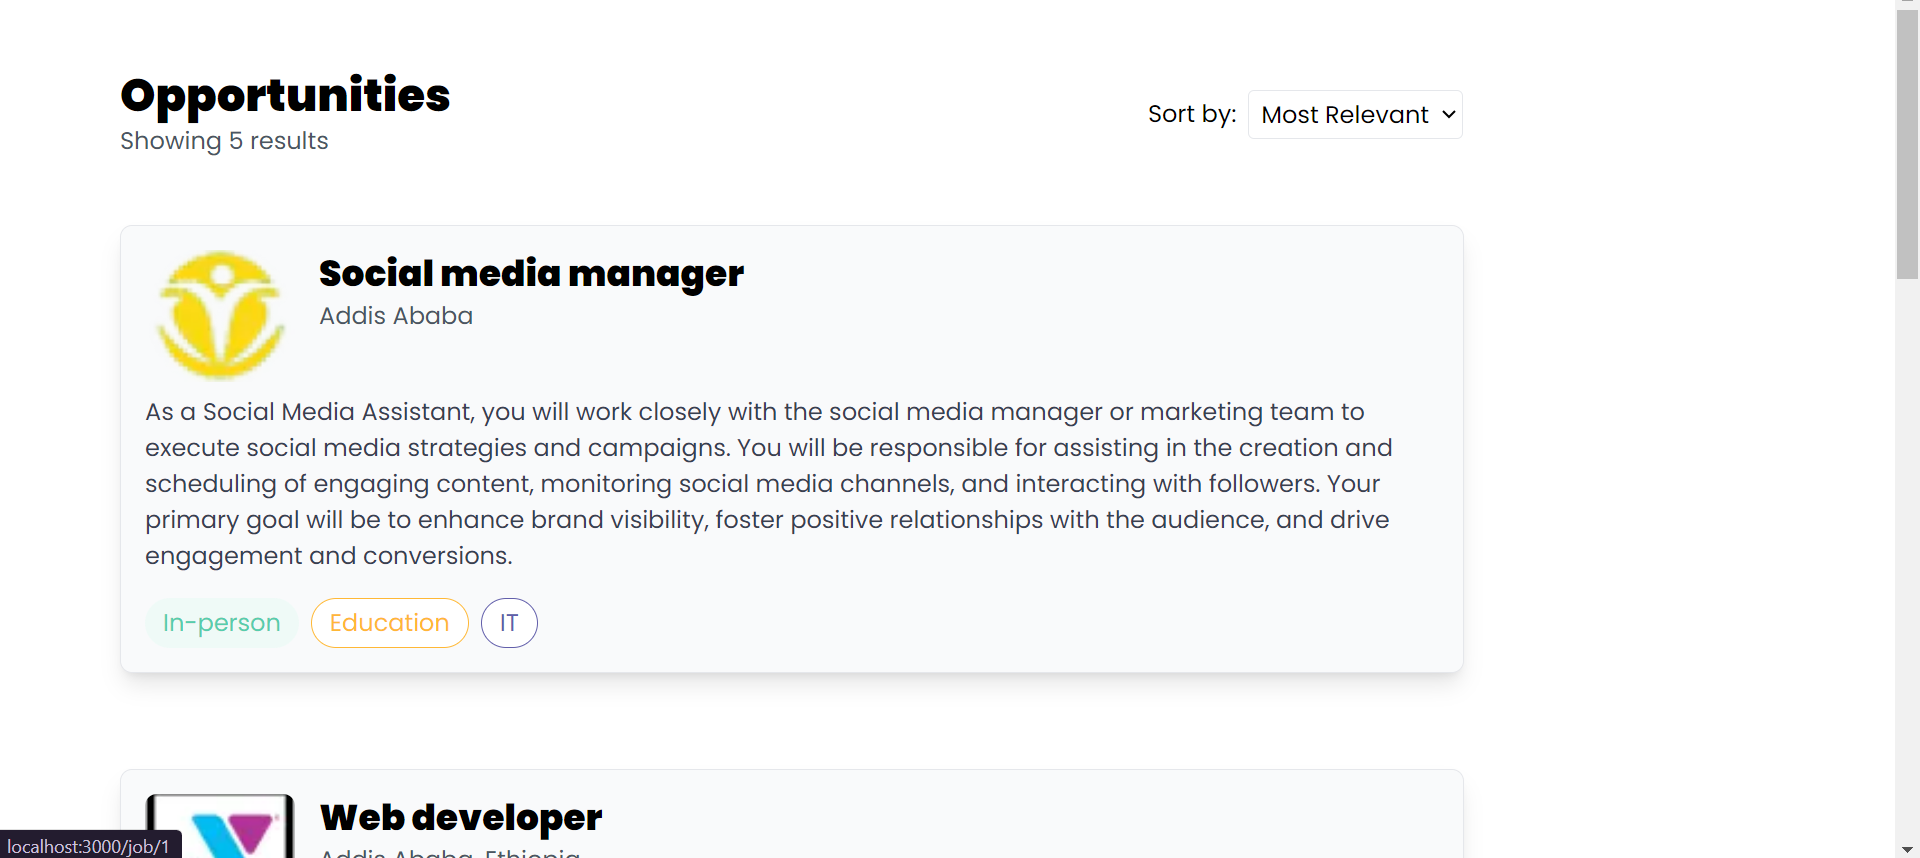 Opportunities
Showing 5 results
Sort by: Most Relevant
Social media manager
Addis Ababa
As a Social Media Assistant, you will work closely with the social media manager or marketing team to
execute social media strategies and campaigns. You will be responsible for assisting in the creation and
scheduling of engaging content, monitoring social media channels, and interacting with followers. Your
primary goal will be to enhance brand visibility, foster positive relationships with the audience, and drive
engagement and conversions.
In-person
Education
IT
Web developer
Addis Ababa, Ethiopia
localhost:3000/job/1